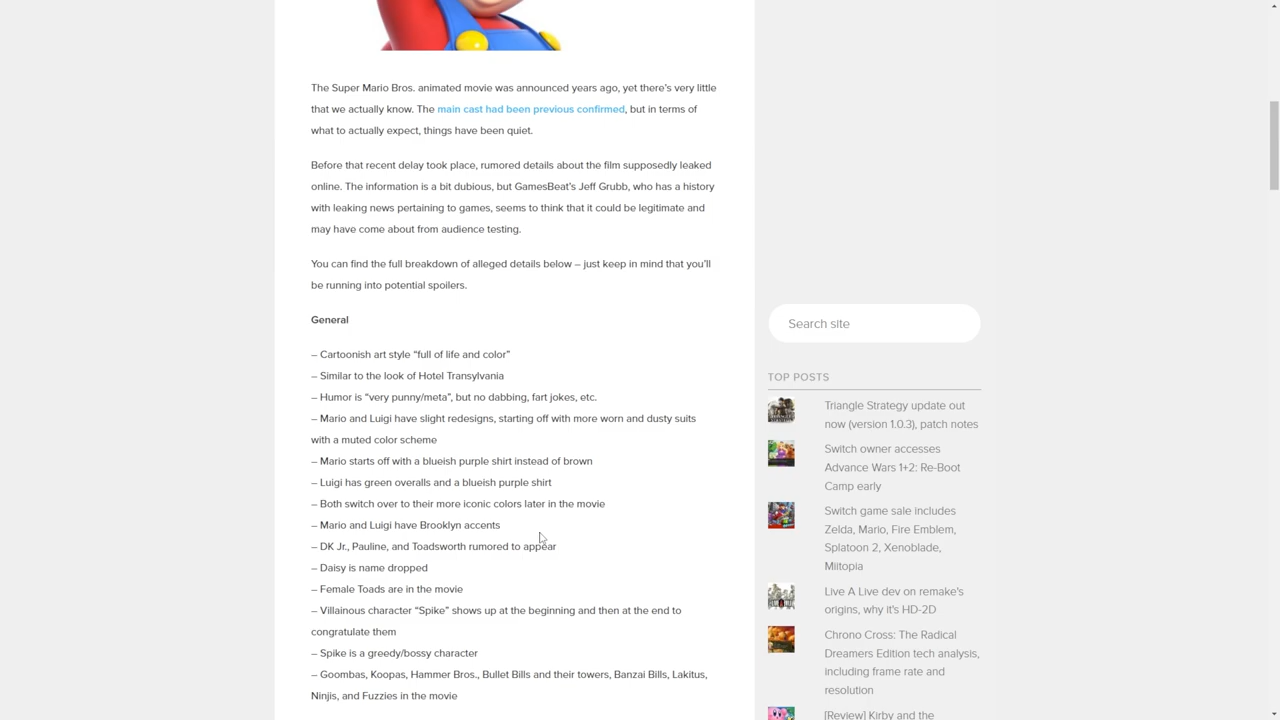 The Super Mario Bros. animated movie was announced years ago, yet there's very little
that we actually know. The main cast had been previous confirmed, but in terms of
what to actually expect, things have been quiet.
Before that recent delay took place, rumored details about the film supposedly leaked
online. The information is a bit dubious, but GamesBeat's Jeff Grubb, who has a history
with leaking news pertaining to games, seems to think that it could be legitimate and
may have come about from audience testing.
You can find the full breakdown of alleged details below – just keep in mind that you'll
be running into potential spoilers.
General
– Cartoonish art style “full of life and color”
– Similar to the look of Hotel Transylvania
– Humor is “very punny/meta”, but no dabbing, fart jokes, etc.
– Mario and Luigi have slight redesigns, starting off with more worn and dusty suits
with a muted color scheme
– Mario starts off with a blueish purple shirt instead of brown
– Luigi has green overalls and a blueish purple shirt
– Both switch over to their more iconic colors later in the movie
– Mario and Luigi have Brooklyn accents
– DK Jr., Pauline, and Toadsworth rumored to appear
– Daisy is name dropped
– Female Toads are in the movie
– Villainous character “Spike” shows up at the beginning and then at the end to
congratulate them
– Spike is a greedy/bossy character
– Goombas, Koopas, Hammer Bros., Bullet Bills and their towers, Banzai Bills, Lakitus,
Ninjis, and Fuzzies in the movie
Search site
TOP POSTS
Triangle Strategy update out
now (version 1.0.3), patch notes
Switch owner accesses
Advance Wars 1+2: Re-Boot
Camp early
Switch game sale includes
Zelda, Mario, Fire Emblem,
Splatoon 2, Xenoblade,
Miitopia
Live A Live dev on remake's
origins, why it's HD-2D
Chrono Cross: The Radical
Dreamers Edition tech analysis,
including frame rate and
resolution
[Review] Kirby and the